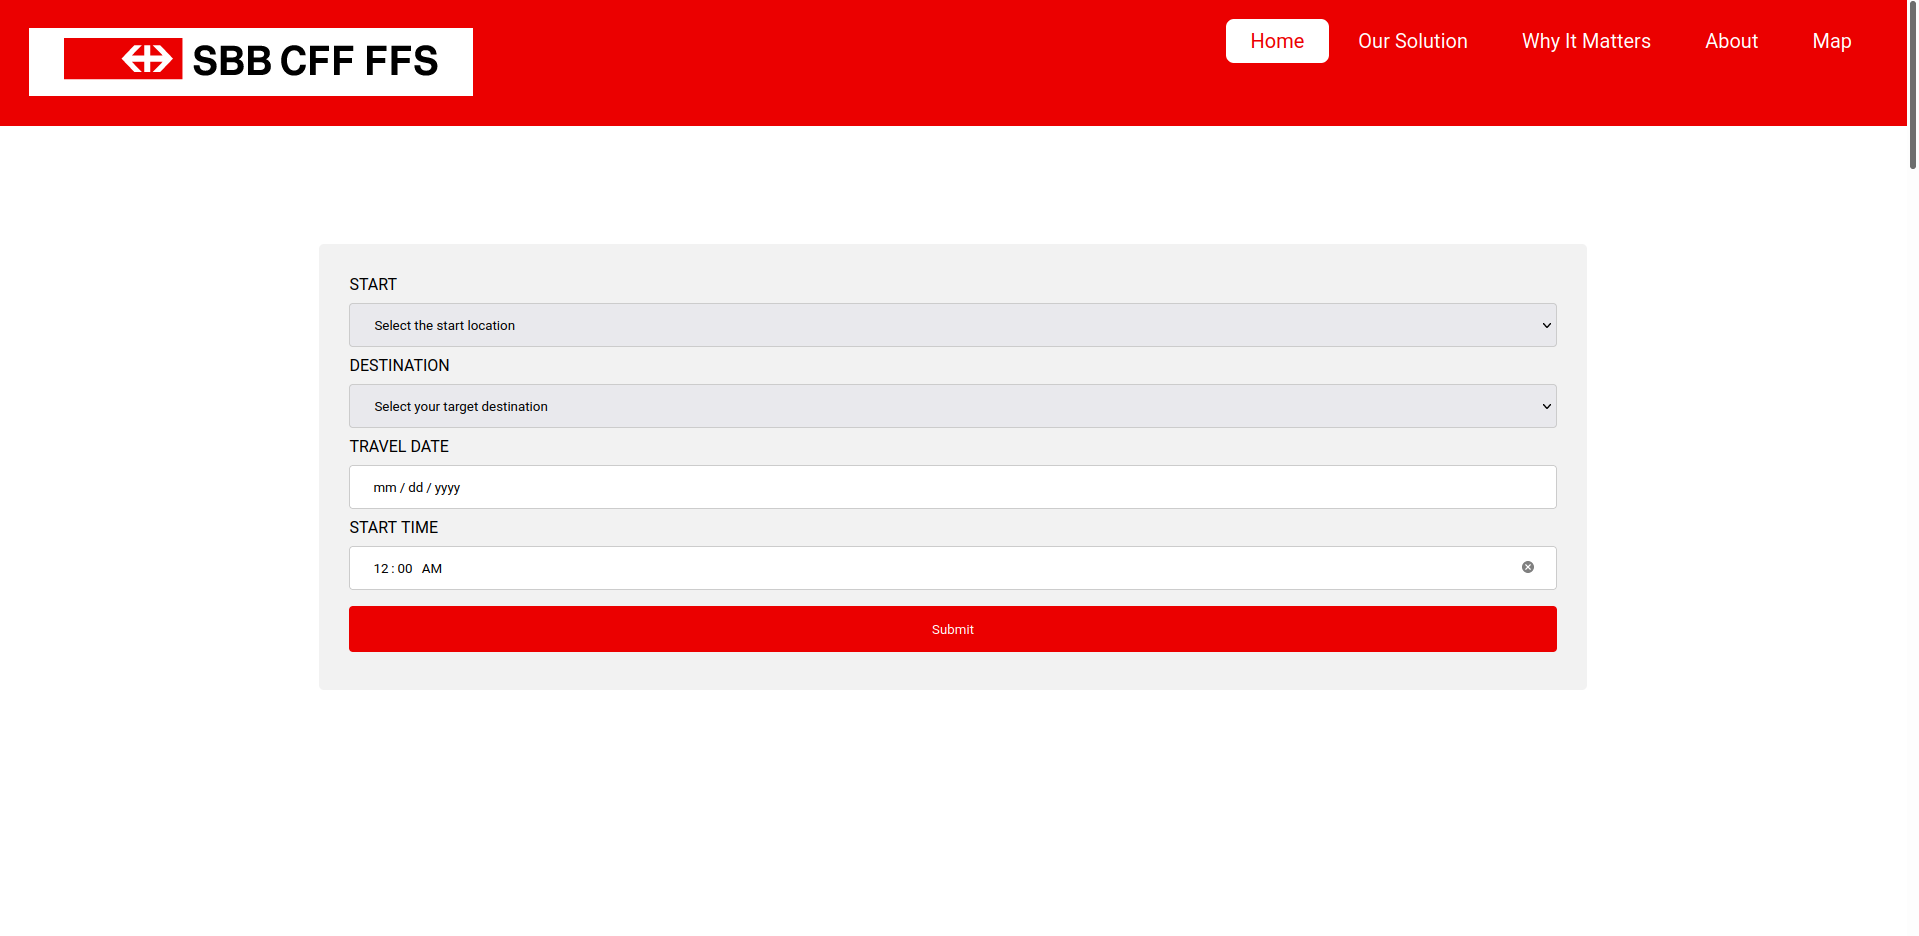 SBB CFF FFS
Home Our Solution Why It Matters About Map
START
Select the start location
DESTINATION
Select your target destination
TRAVEL DATE
mm / dd / yyyy
START TIME
12 : 00 AM
Submit